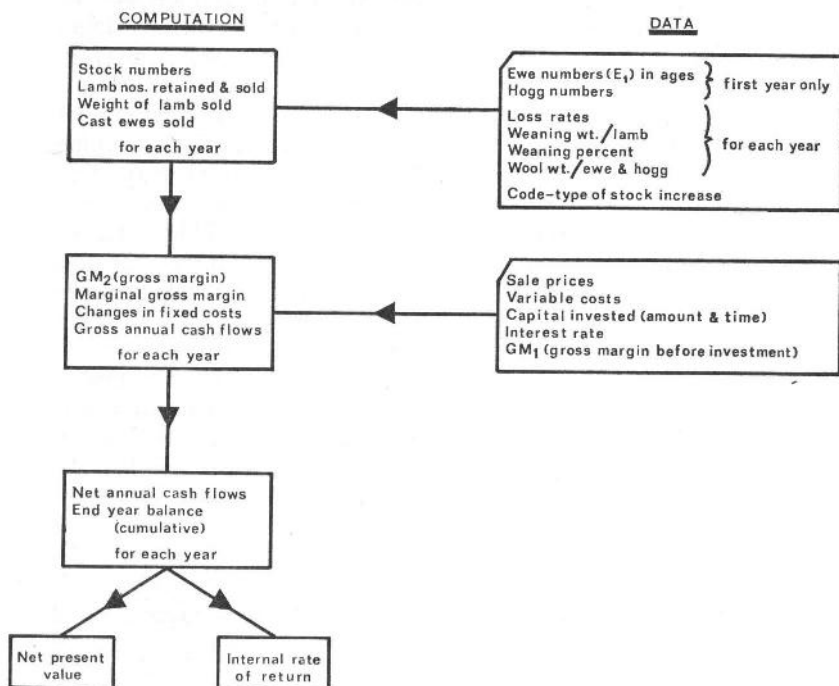 COMPUTATION
Stock numbers
Lamb nos. retained & sold
Weight of lamb sold
Cast ewes sold
for each year
DATA
Ewe numbers (E₁) in ages
Hogg numbers
first year only
Loss rates
Weaning wt./lamb
Weaning percent
Wool wt./ewe & hogg
for each year
Code-type of stock increase
GM₂ (gross margin)
Marginal gross margin
Changes in fixed costs
Gross annual cash flows
for each year
Sale prices
Variable costs
Capital invested (amount & time)
Interest rate
GM₁ (gross margin before investment)
Net annual cash flows
End year balance
(cumulative)
for each year
Net present
value
Internal rate
of return